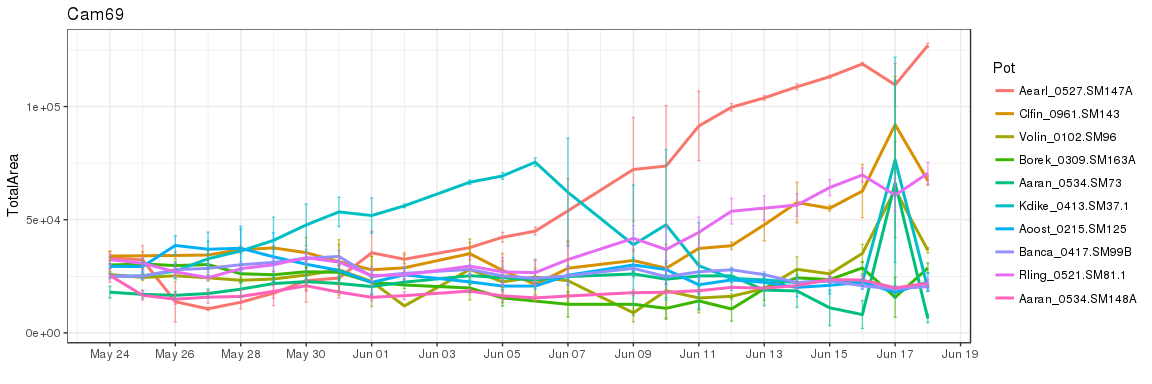 Cam69
TotalArea
1e+05
5e+04
0e+00
May 24
May 26
May 28
May 30
Jun 01
Jun 03
Jun 05
Jun 07
Jun 09
Jun 11
Jun 13
Jun 15
Jun 17
Jun 19
Pot
Aearl_0527.SM147A
Clfin_0961.SM143
Volin_0102.SM96
Borek_0309.SM163A
Aaran_0534.SM73
Kdike_0413.SM37.1
Aoost_0215.SM125
Banca_0417.SM99B
Rling_0521.SM81.1
Aaran_0534.SM148A